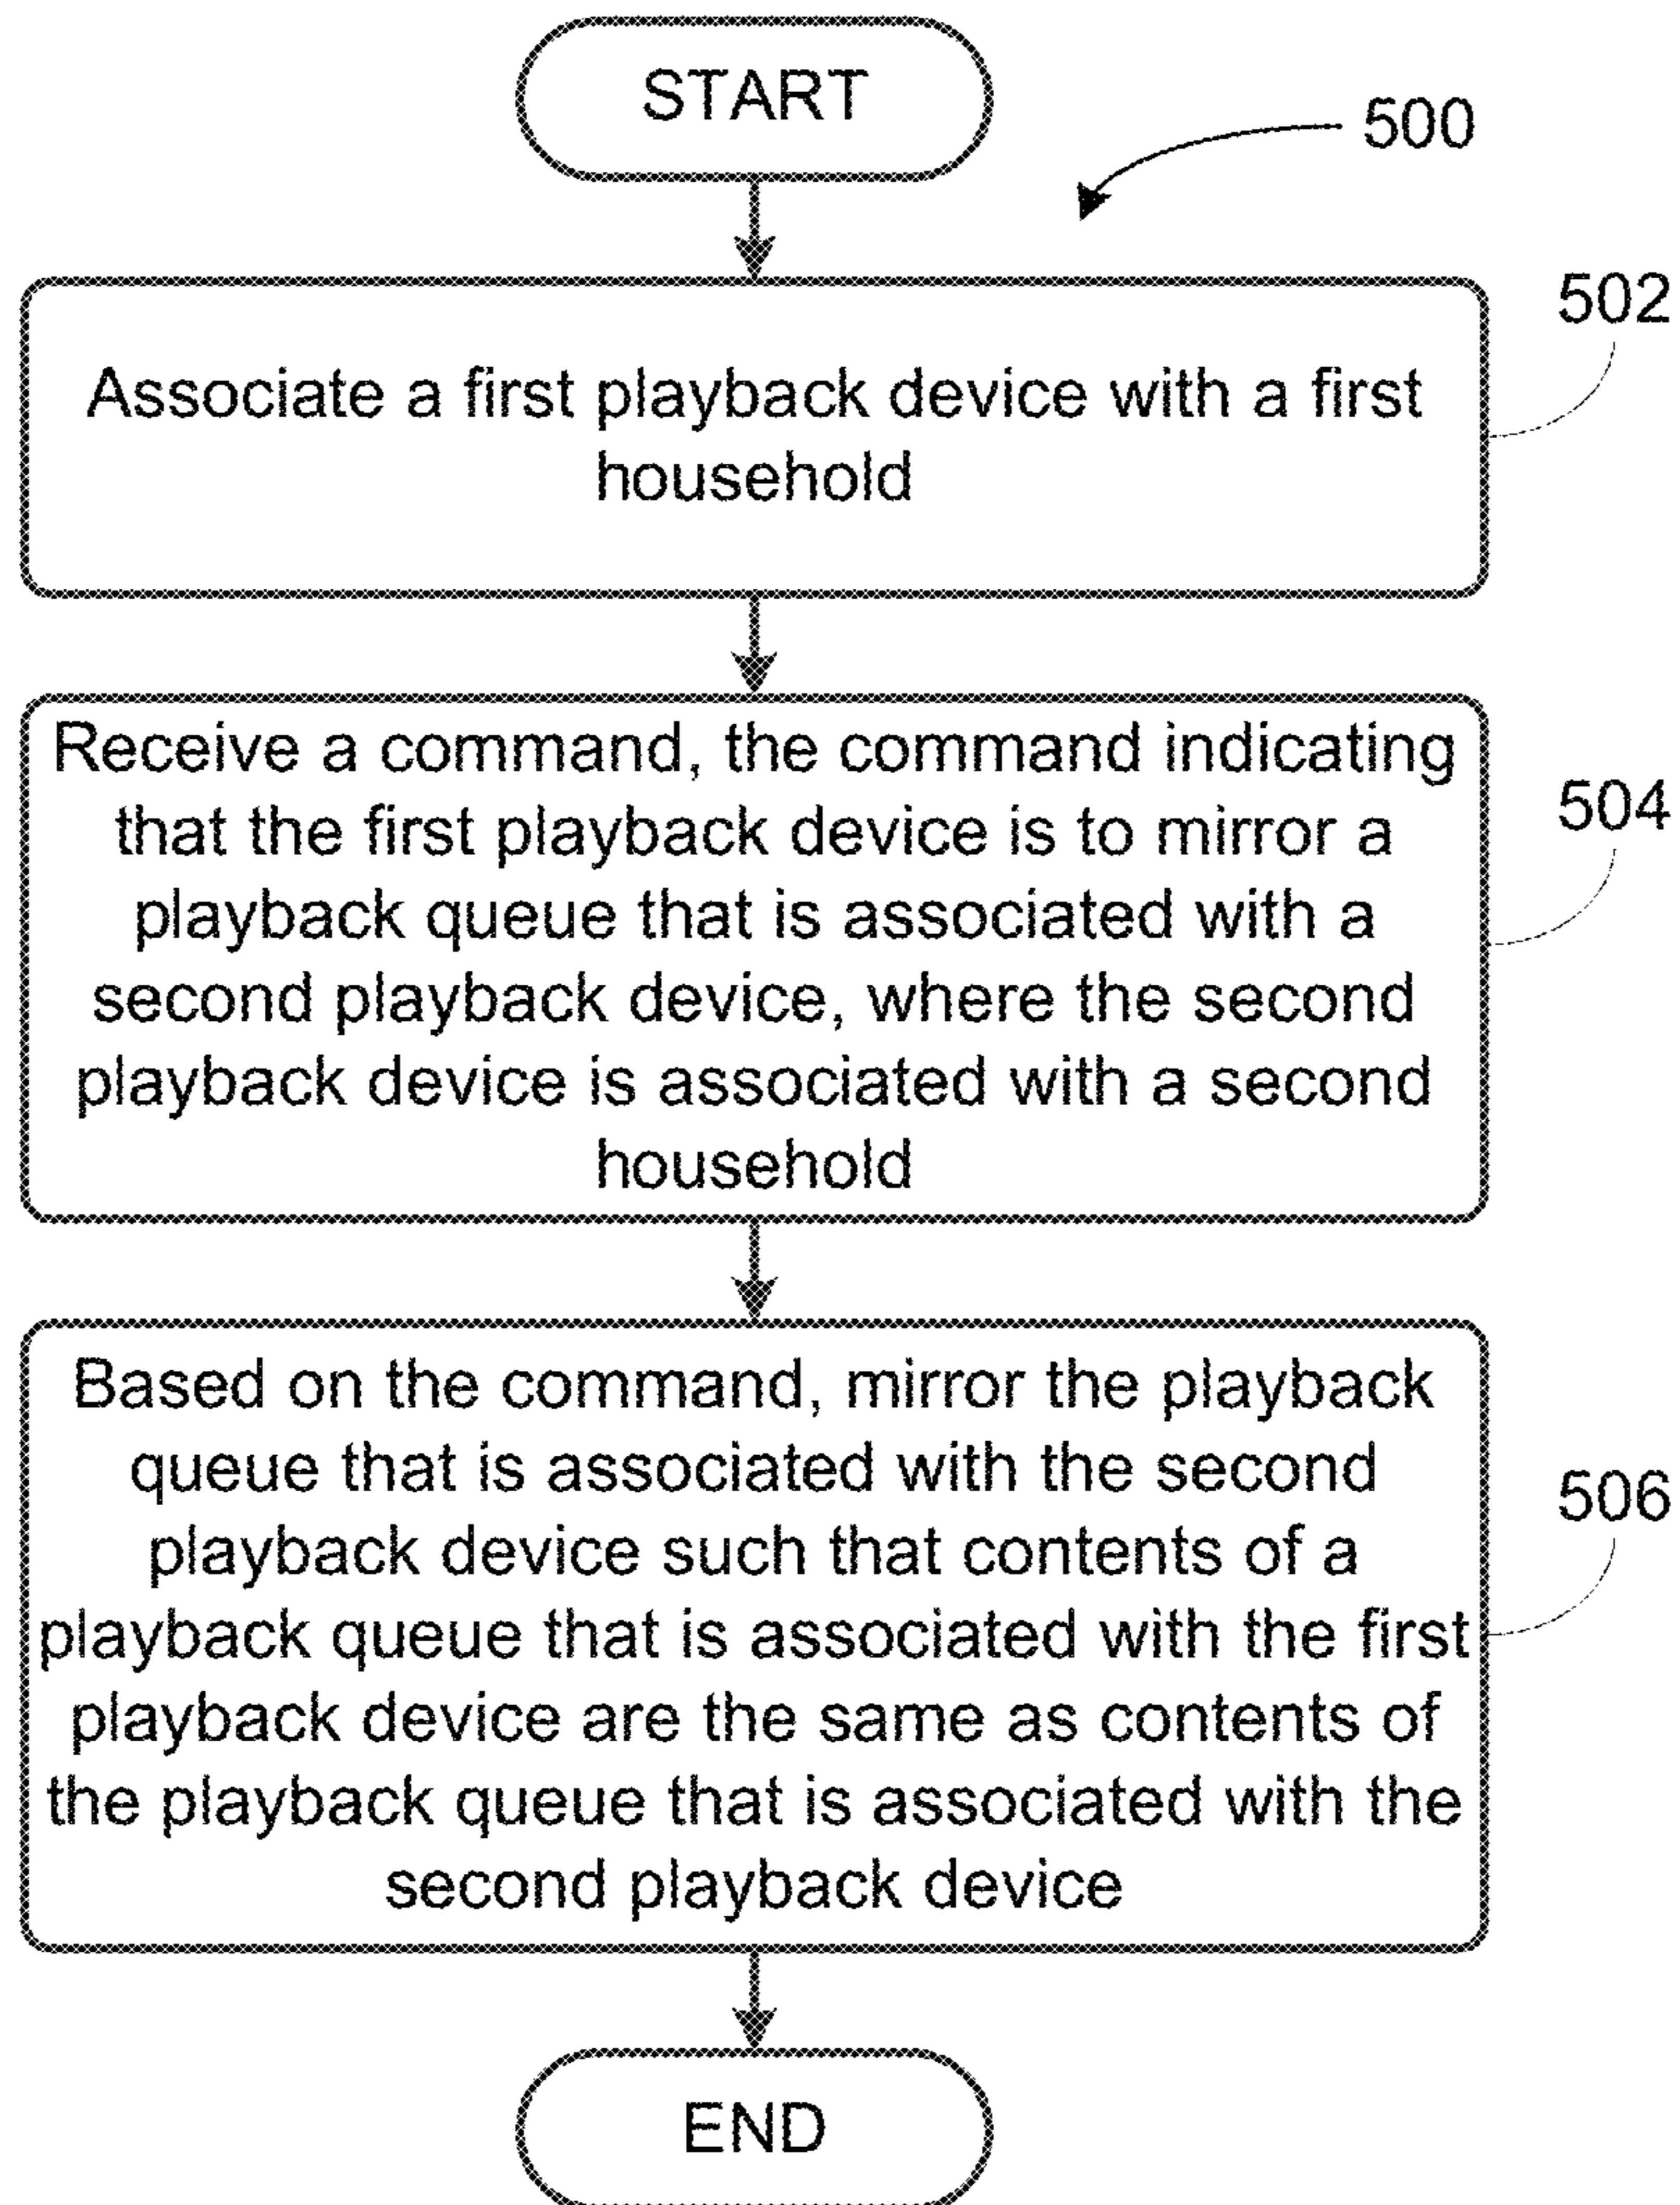 START
500
502
Associate a first playback device with a first
household
Receive a command, the command indicating
that the first playback device is to mirror a
playback queue that is associated with a
second playback device, where the second
playback device is associated with a second
household
504
Based on the command, mirror the playback
queue that is associated with the second
playback device such that contents of a
playback queue that is associated with the first
playback device are the same as contents of
the playback queue that is associated with the
second playback device
506
END